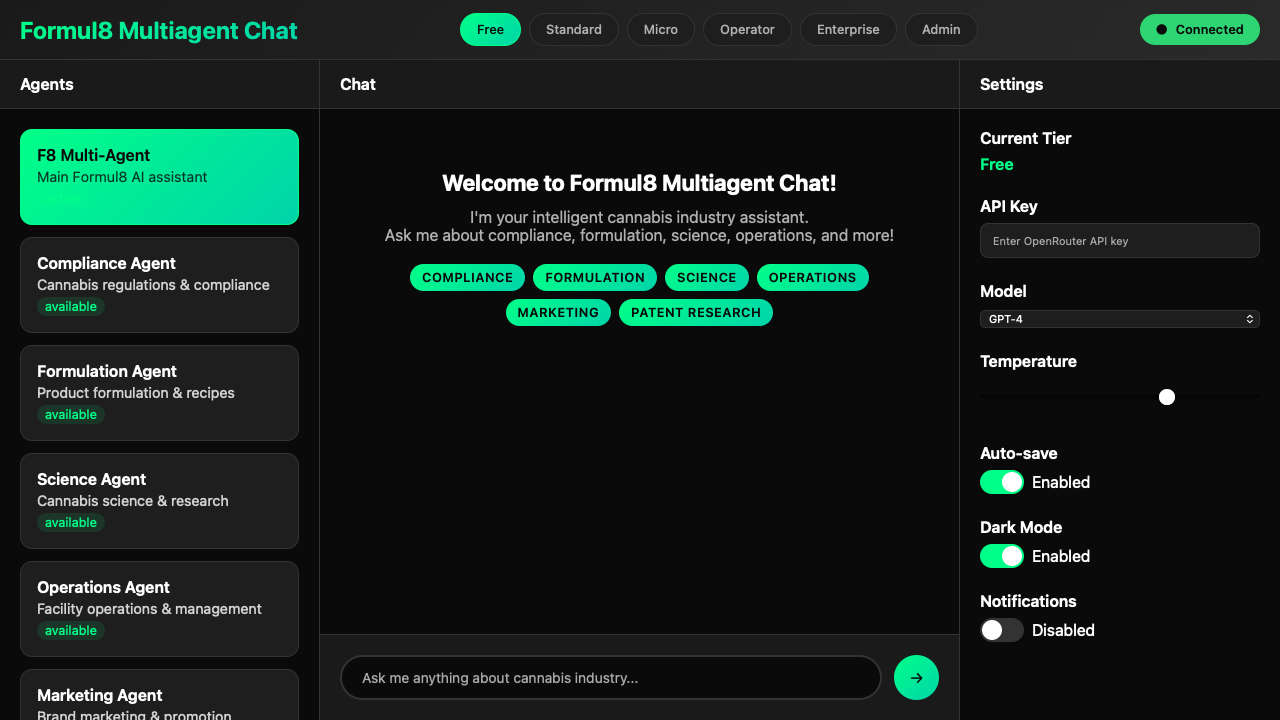 Formul8 Multiagent Chat
Free
Standard
Micro
Operator
Enterprise
Admin
Connected
Agents
F8 Multi-Agent
Main Formul8 AI assistant
active
Compliance Agent
Cannabis regulations & compliance
available
Formulation Agent
Product formulation & recipes
available
Science Agent
Cannabis science & research
available
Operations Agent
Facility operations & management
available
Marketing Agent
Brand marketing & promotion
Chat
Welcome to Formul8 Multiagent Chat!
I'm your intelligent cannabis industry assistant.
Ask me about compliance, formulation, science, operations, and more!
COMPLIANCE
FORMULATION
SCIENCE
OPERATIONS
MARKETING
PATENT RESEARCH
Ask me anything about cannabis industry...
Settings
Current Tier
Free
API Key
Enter OpenRouter API key
Model
GPT-4
Temperature
Auto-save
Enabled
Dark Mode
Enabled
Notifications
Disabled